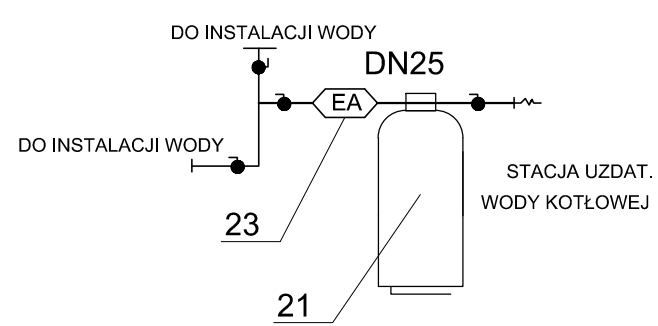 DO INSTALACJI WODY
DN25
EA
DO INSTALACJI WODY
STACJA UZDAT.
WODY KOTŁOWEJ
23
21